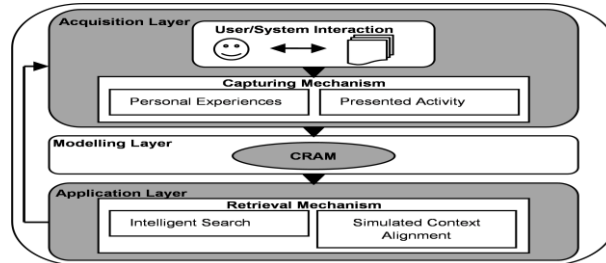 Acquisition Layer
User/System Interaction
Capturing Mechanism
Personal Experiences
Presented Activity
Modelling Layer
CRAM
Application Layer
Retrieval Mechanism
Intelligent Search
Simulated Context
Alignment